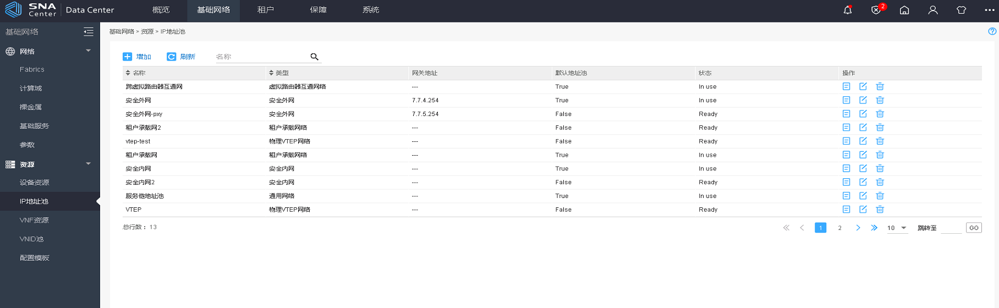 SNA
Center
Data Center
概览
基础网络
租户
保障
系统
2
基础网络
基础网络 > 资源 > IP地址池
网络
Fabrics
计算域
裸金属
基础服务
参数
资源
设备资源
IP地址池
VNF资源
VNID池
配置模板
增加
刷新
名称
名称 类型 网关地址 默认地址池 状态 操作
跨虚拟路由器互通网 虚拟路由器互通网络 --- True In use
安全外网 安全外网 7.7.4.254 True In use
安全外网-pxy 安全外网 7.7.5.254 False Ready
租户承载网2 租户承载网络 --- False Ready
vtep-test 物理VTEP网络 --- False Ready
租户承载网 租户承载网络 --- True In use
安全内网 安全内网 --- True In use
安全内网2 安全内网 --- False Ready
服务链地址池 通用网络 --- True In use
VTEP 物理VTEP网络 --- False Ready
总行数：13
1 2 10 跳转至 GO